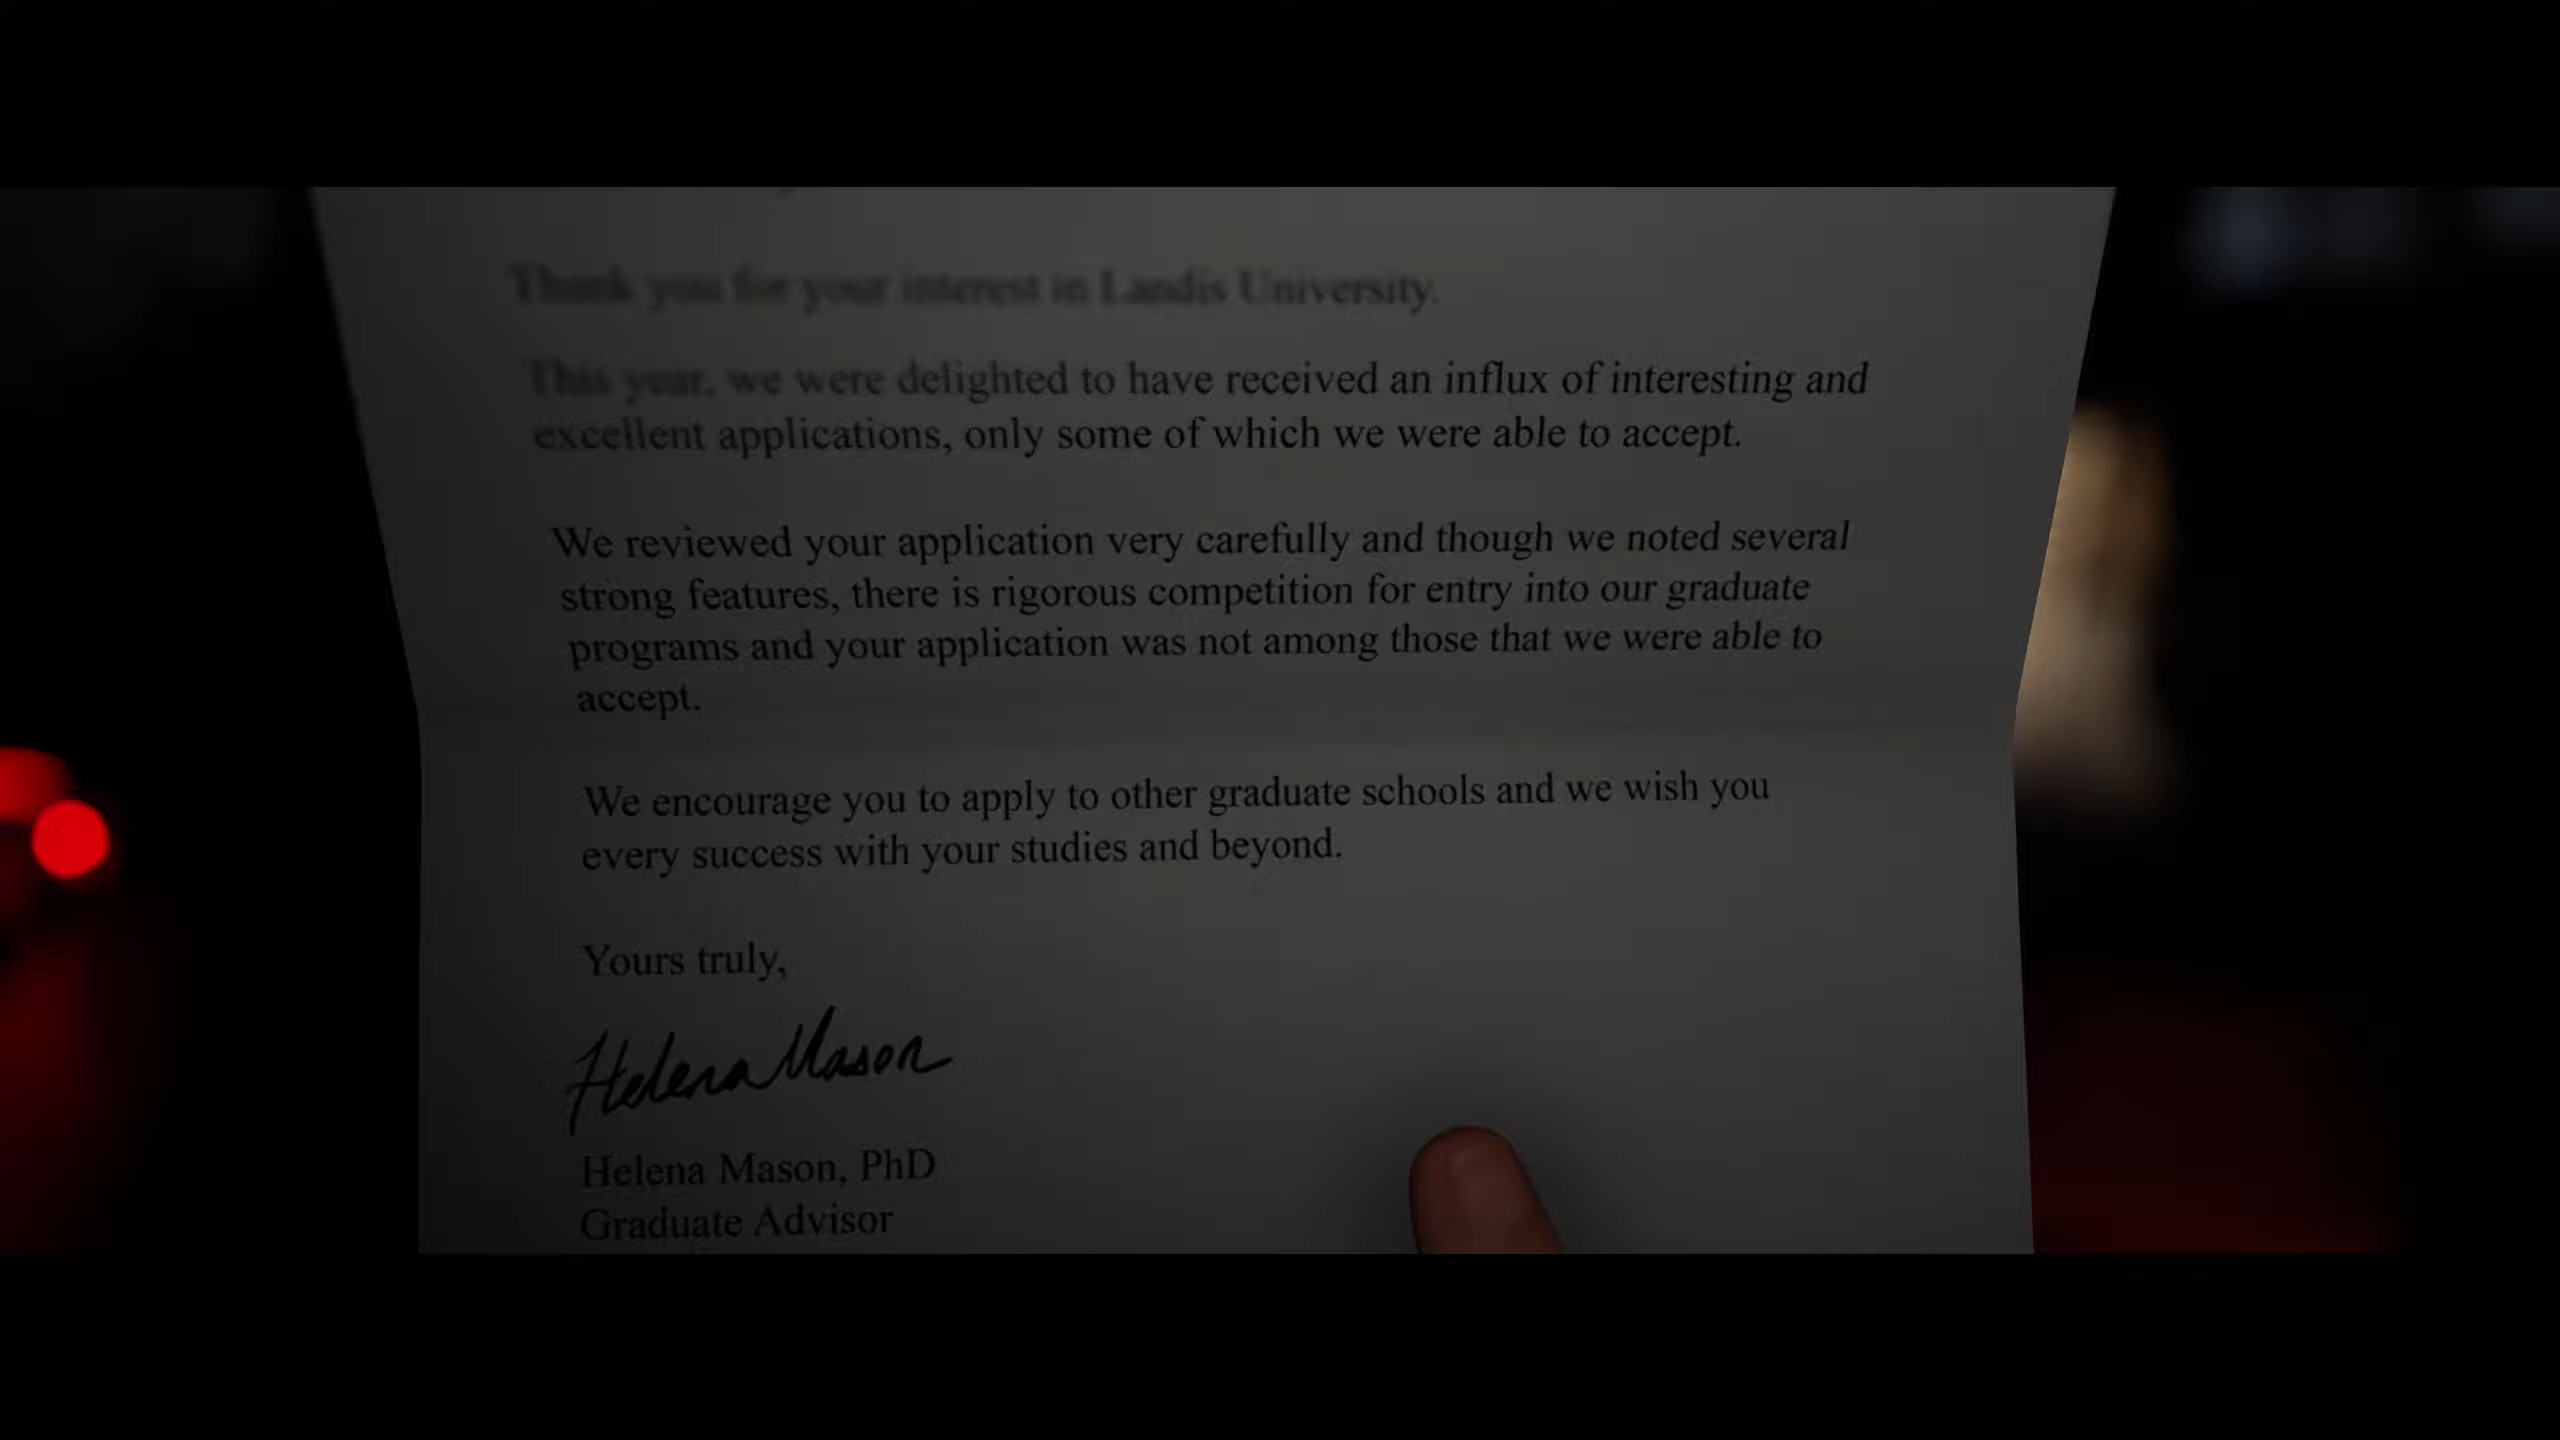 Thank you for your interest in Landis University.
This year, we were delighted to have received an influx of interesting and
excellent applications, only some of which we were able to accept.
We reviewed your application very carefully and though we noted several
strong features, there is rigorous competition for entry into our graduate
programs and your application was not among those that we were able to
accept.
We encourage you to apply to other graduate schools and we wish you
every success with your studies and beyond.
Yours truly,
Helena Mason
Helena Mason, PhD
Graduate Advisor